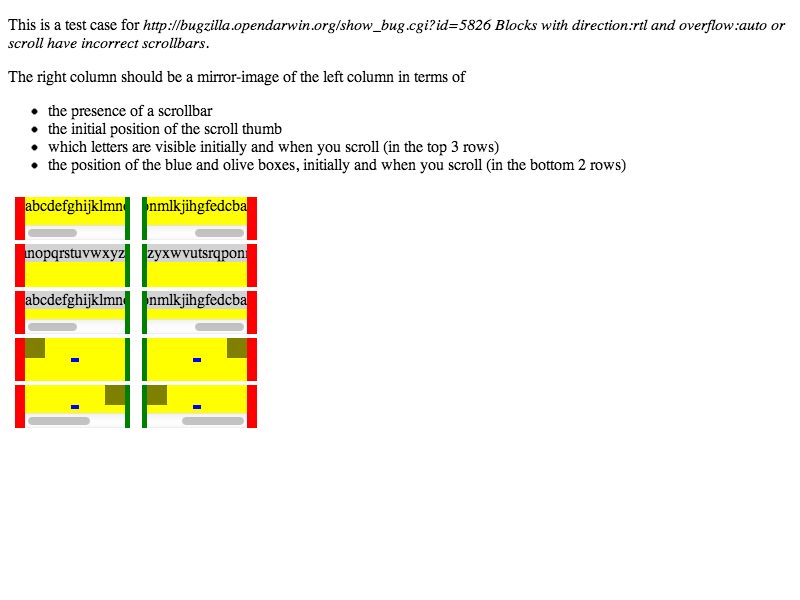 This is a test case for http://bugzilla.opendarwin.org/show_bug.cgi?id=5826 Blocks with direction:rtl and overflow:auto or
scroll have incorrect scrollbars.
The right column should be a mirror-image of the left column in terms of
the presence of a scrollbar
the initial position of the scroll thumb
which letters are visible initially and when you scroll (in the top 3 rows)
the position of the blue and olive boxes, initially and when you scroll (in the bottom 2 rows)
abcdefghijklmno onmlkjihgfedcba
nopqrstuvwxyz zyxwvutsrqpon
abcdefghijklmno onmlkjihgfedcba